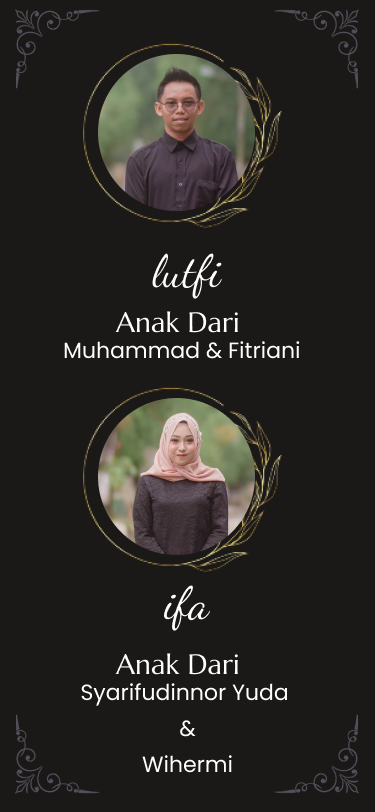 lutfi
Anak Dari
Muhammad & Fitriani
ifa
Anak Dari
Syarifudinnor Yuda
&
Wihermi